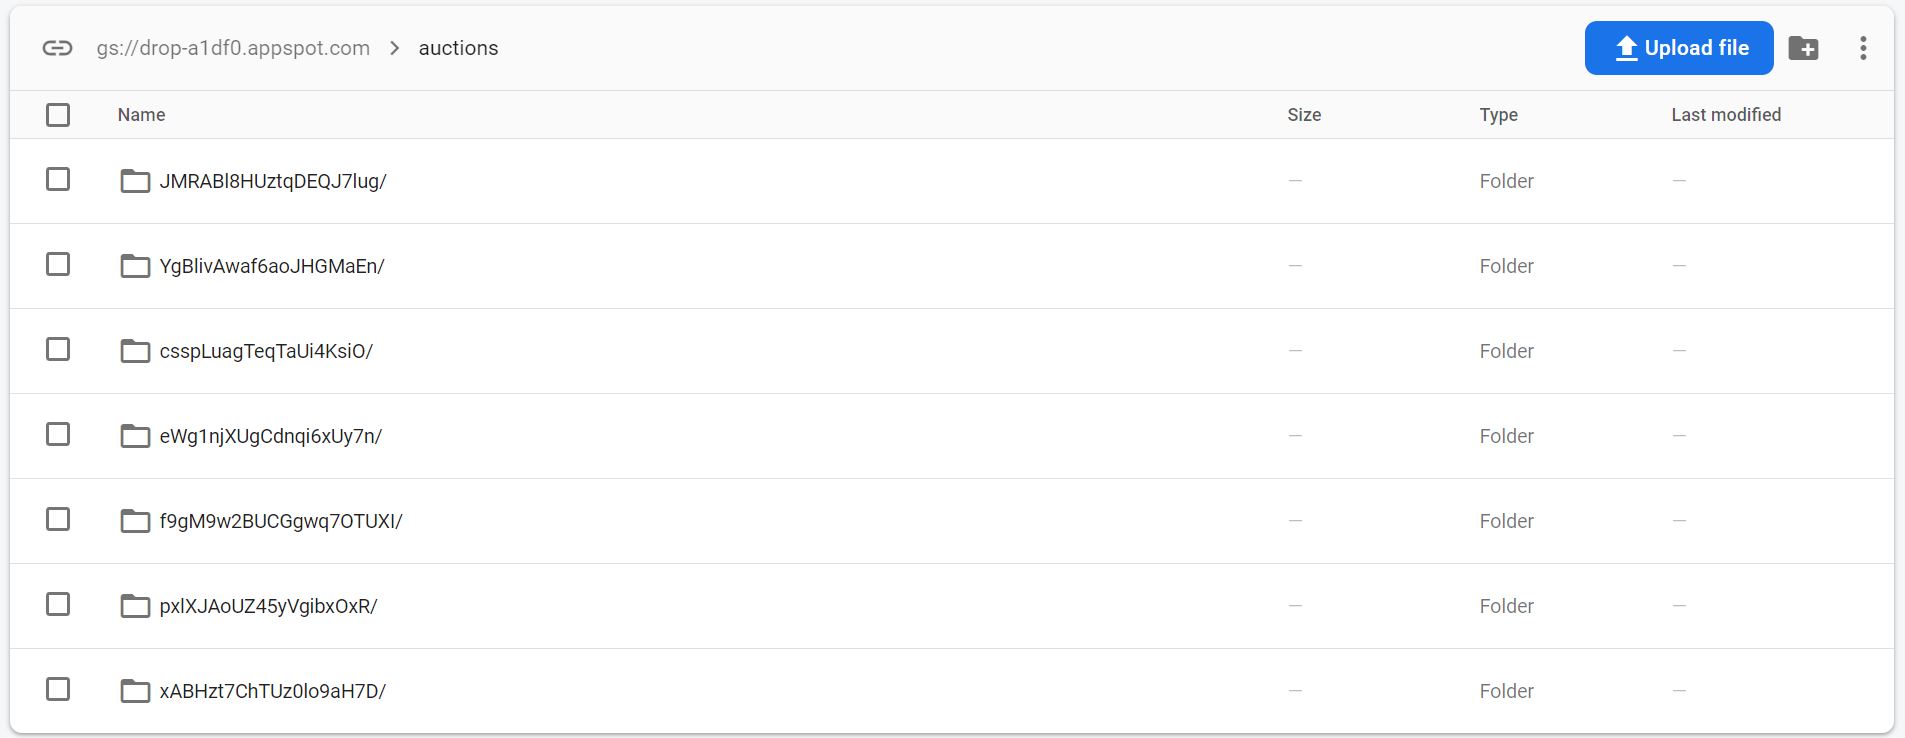 gs://drop-a1df0.appspot.com > auctions Upload file
Name Size Type Last modified
JMRABl8HUztqDEQJ7lug/ — Folder —
YgBlivAwaf6aoJHGMaEn/ — Folder —
csspLuagTeqTaUi4KsiO/ — Folder —
eWg1njXUgCdnqi6xUy7n/ — Folder —
f9gM9w2BUCGgwq7OTUXI/ — Folder —
pxlXJAoUZ45yVgibxOxR/ — Folder —
xABHzt7ChTUz0lo9aH7D/ — Folder —